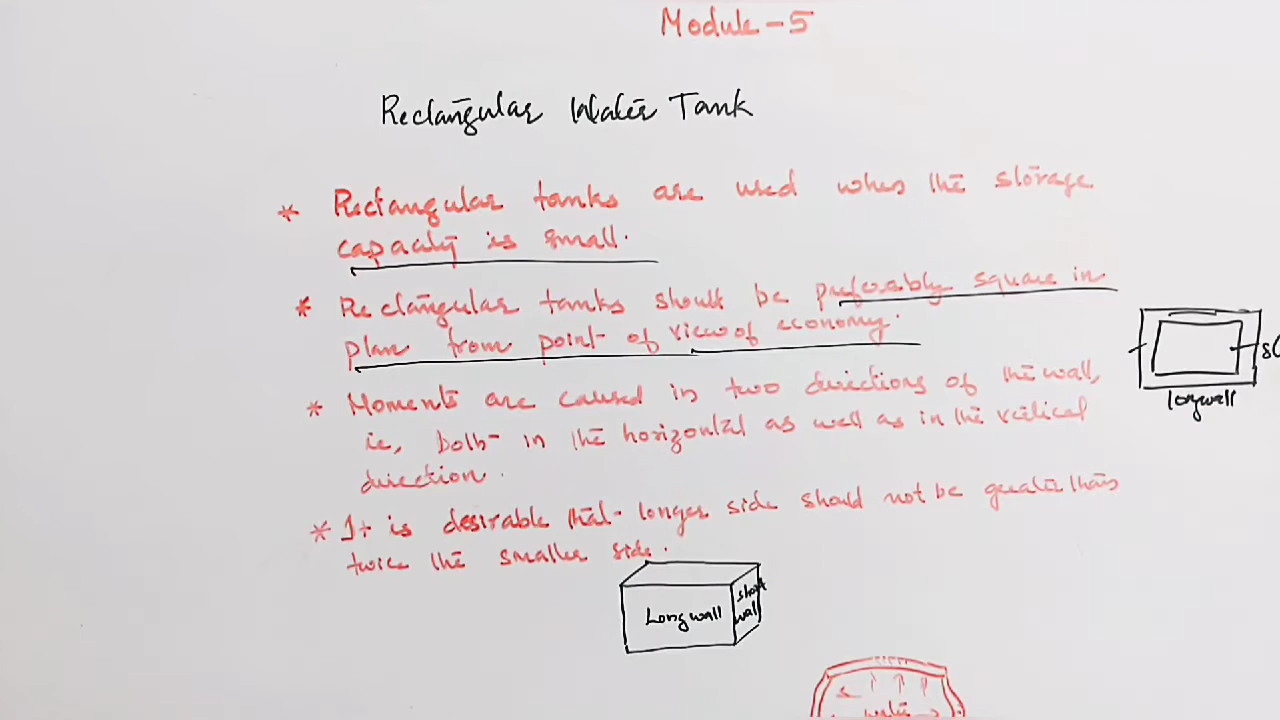 Module-5
Rectangular Water Tank
* Rectangular tanks are used when the storage
capacity is small.
* Rectangular tanks should be preferably square in
plan from point of view of economy.
longwall
* Moments are caused in two directions of the wall,
ie, both in the horizontal as well as in the vertical
direction.
* It is desirable that longer side should not be greater than
twice the smaller side.
Long wall
short
wall
water